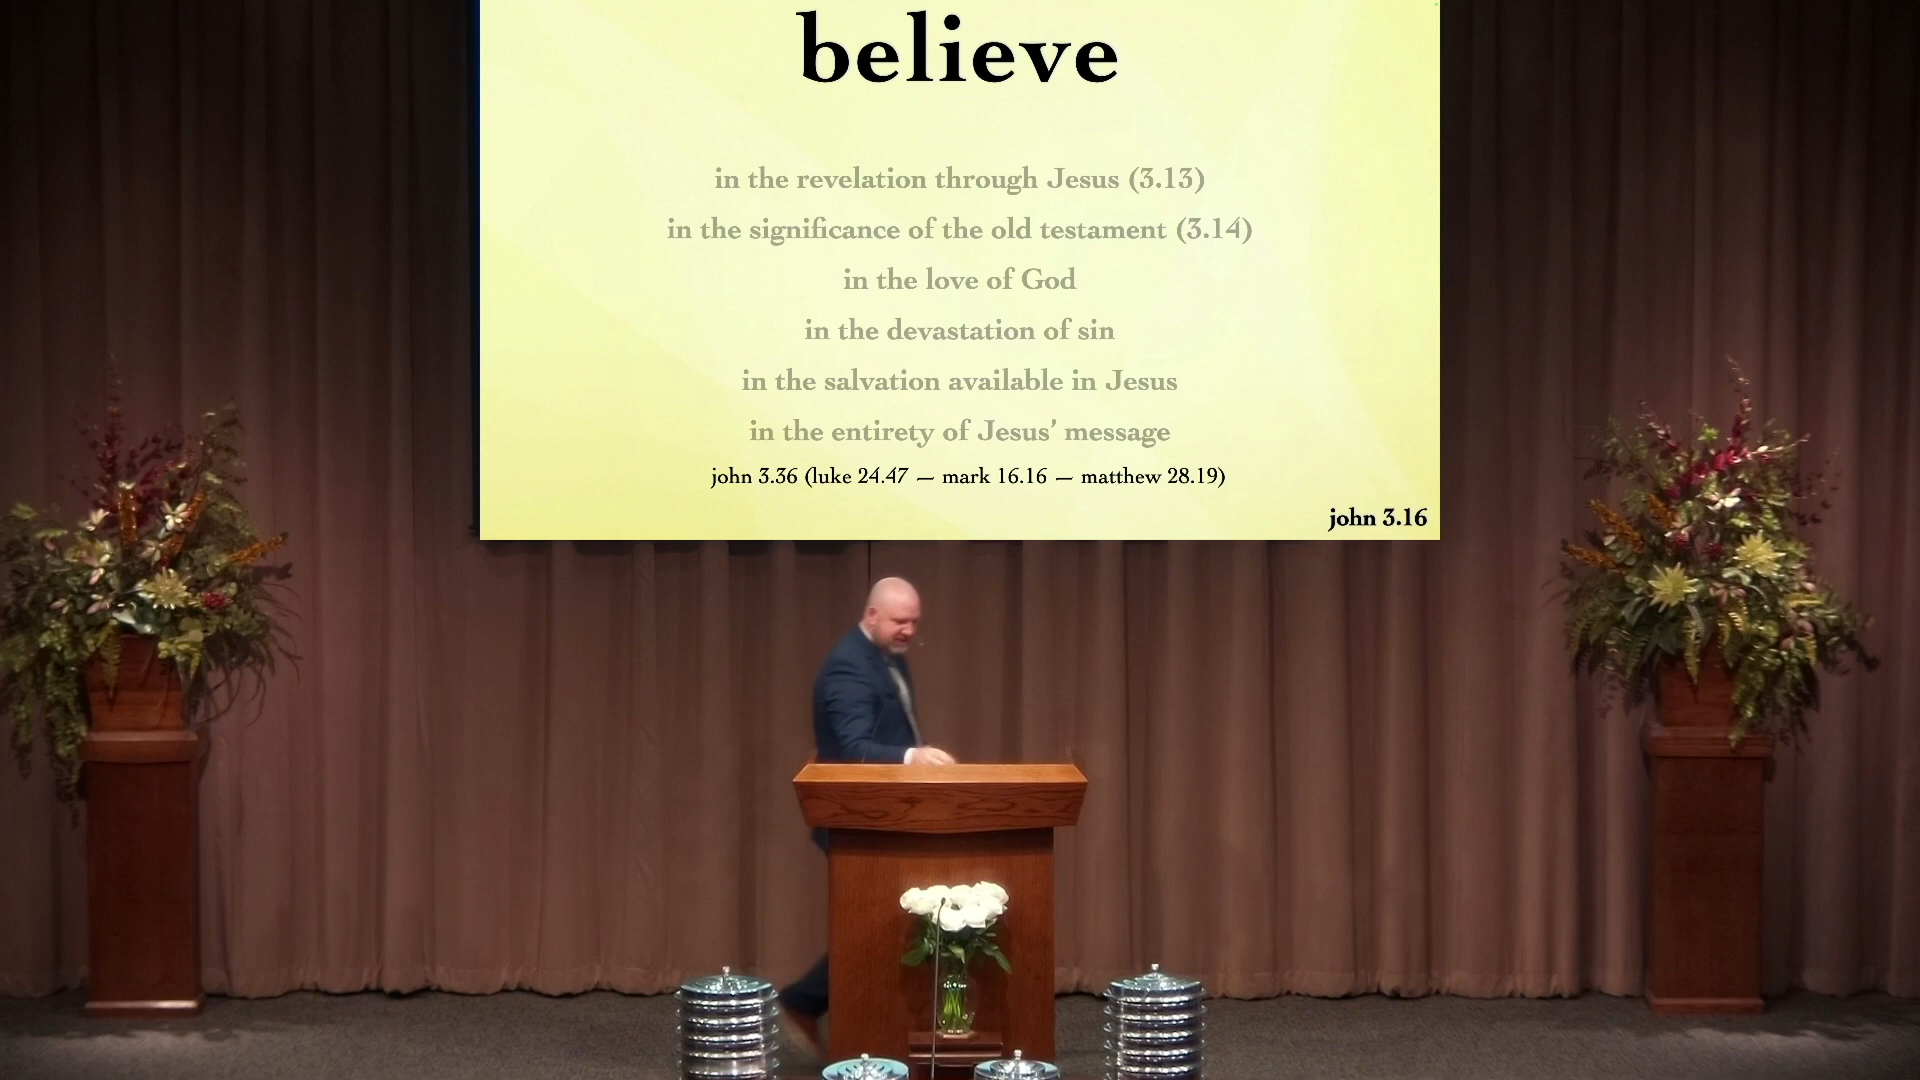 believe
in the revelation through Jesus (3.13)
in the significance of the old testament (3.14)
in the love of God
in the devastation of sin
in the salvation available in Jesus
in the entirety of Jesus’ message
john 3.36 (luke 24.47 — mark 16.16 — matthew 28.19)
john 3.16